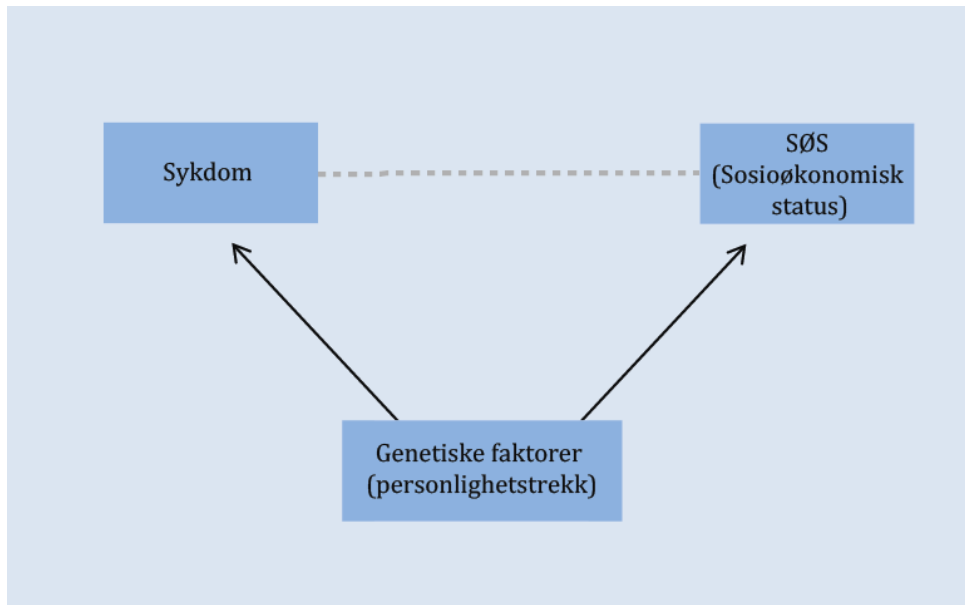 Sykdom
SØS
(Sosioøkonomisk
status)
Genetiske faktorer
(personlighetstrekk)